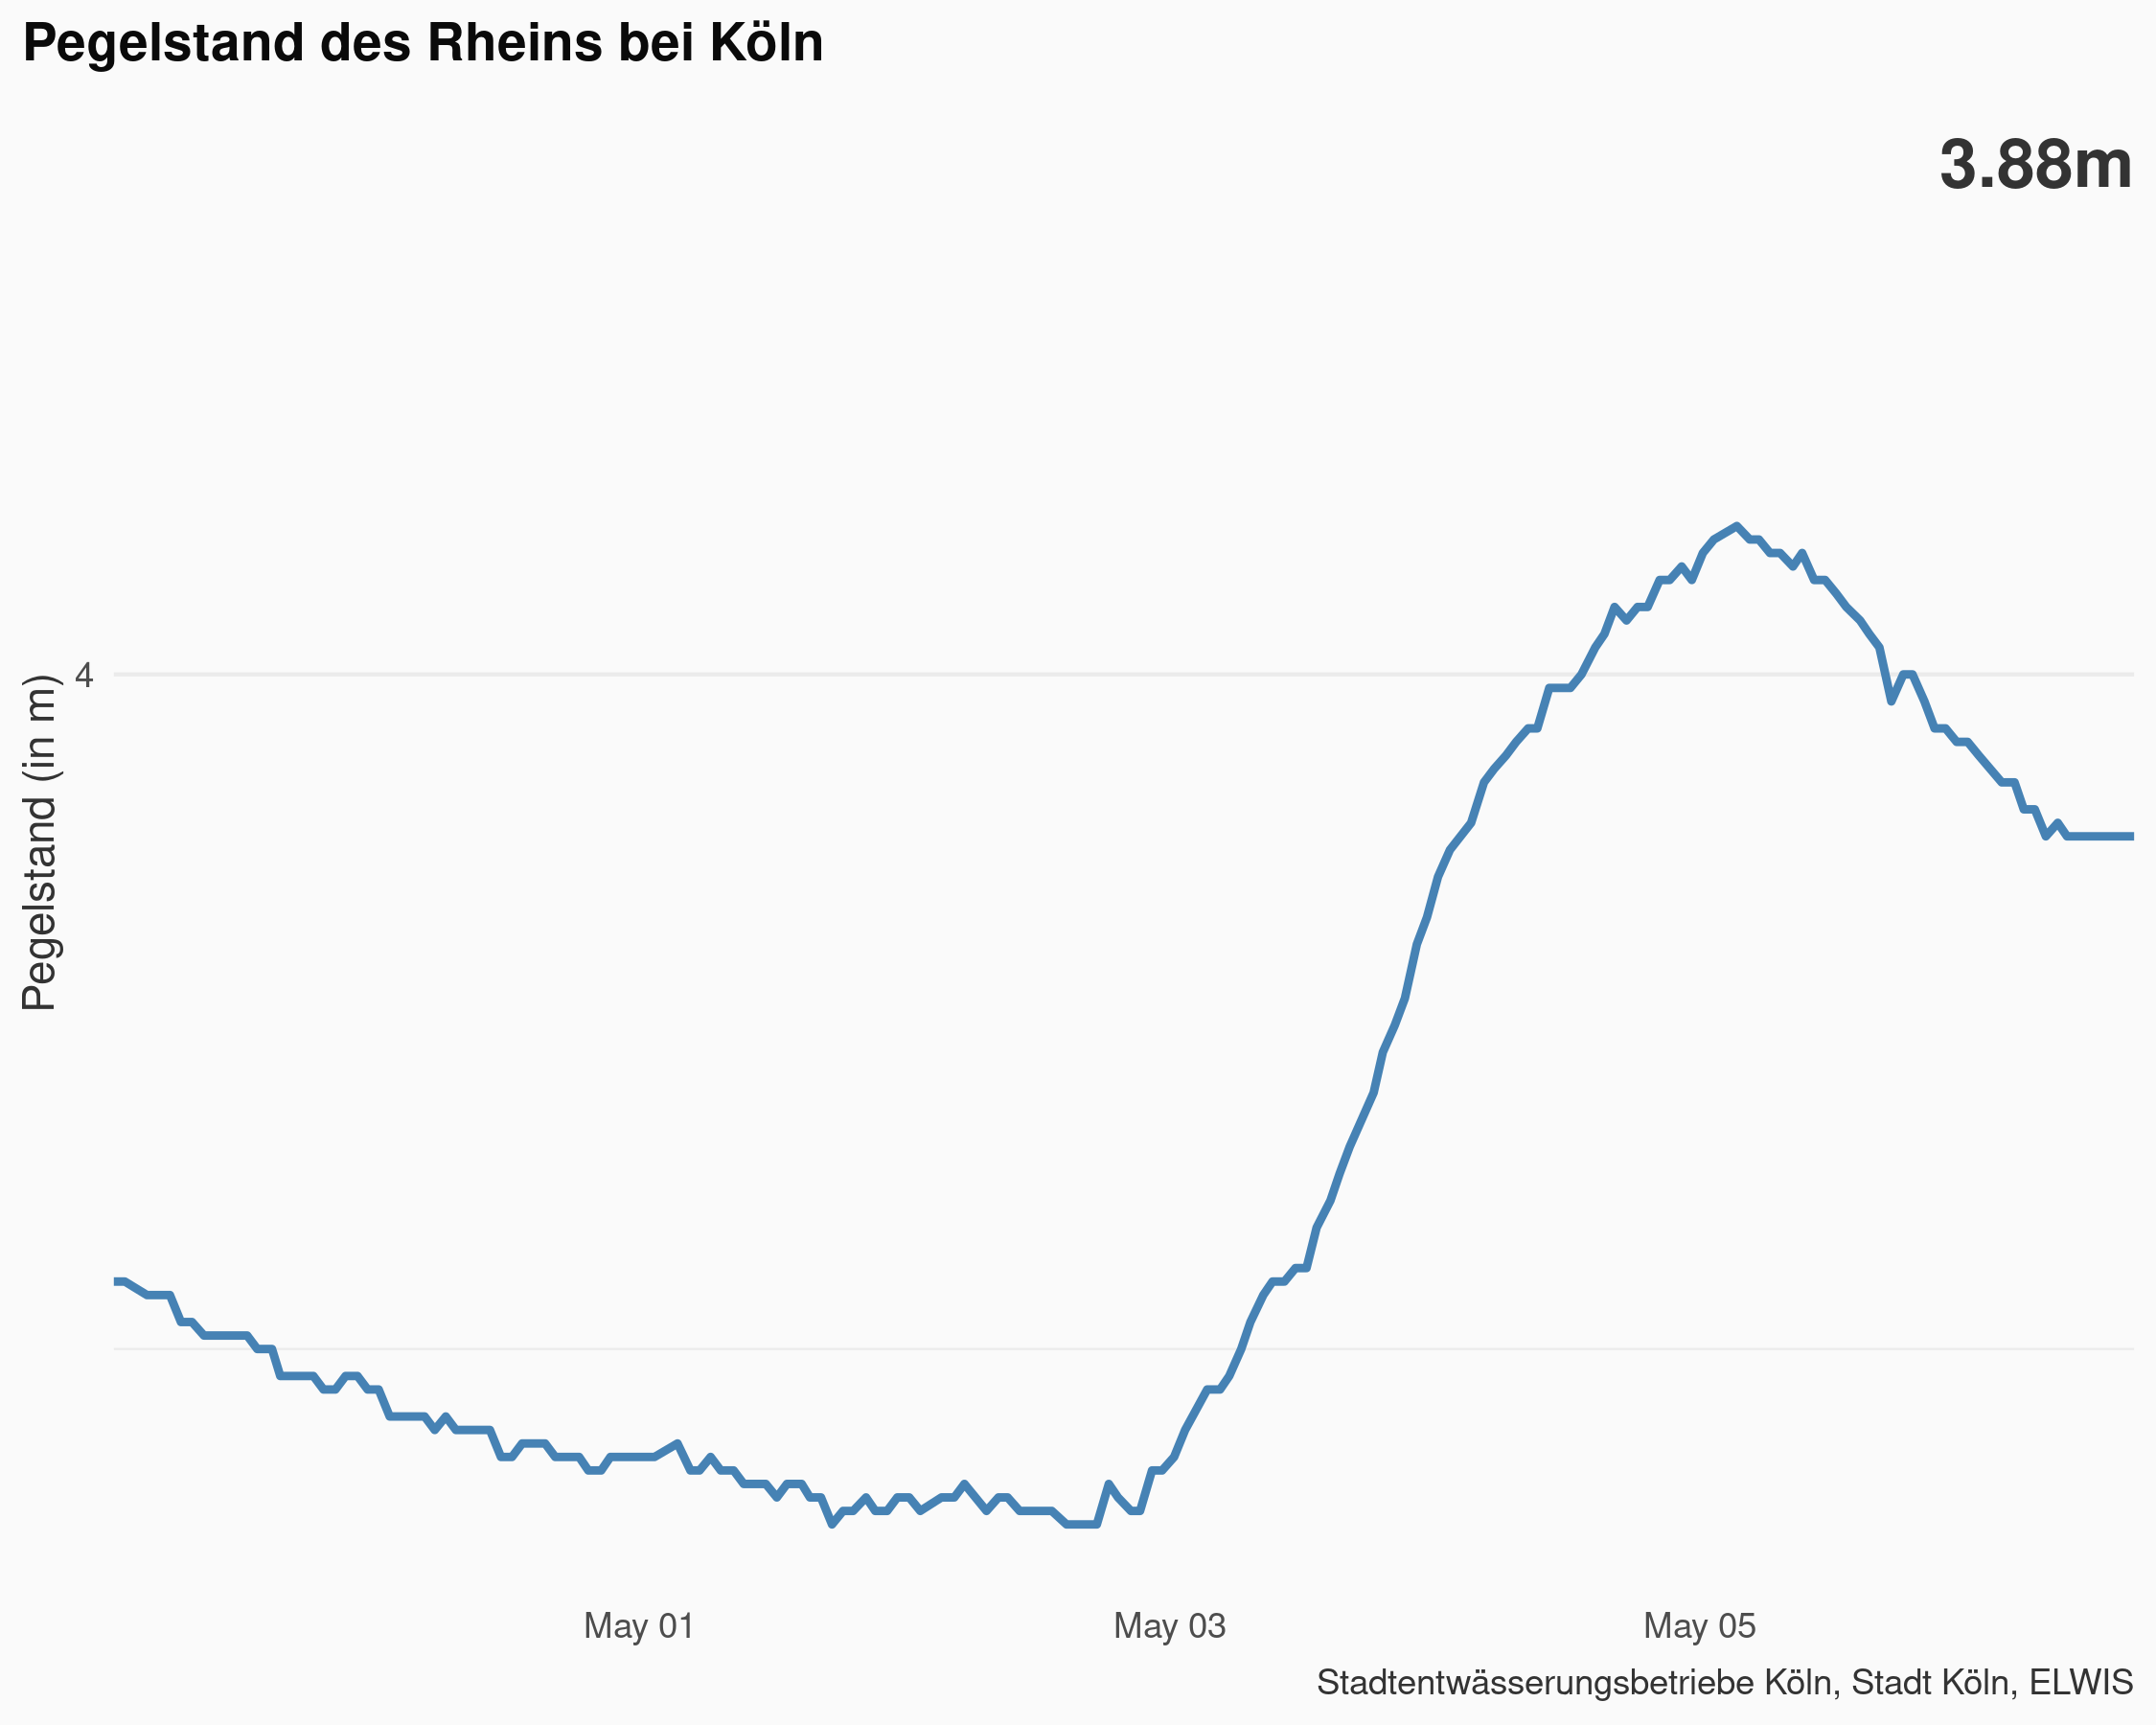 Pegelstand des Rheins bei Köln
3.88m
Pegelstand (in m)
4
May 01
May 03
May 05
Stadtentwässerungsbetriebe Köln, Stadt Köln, ELWIS